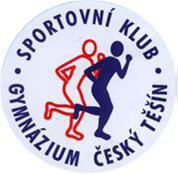 SPORTOVNÍ KLUB
GYMNÁZIUM ČESKÝ TĚŠÍN